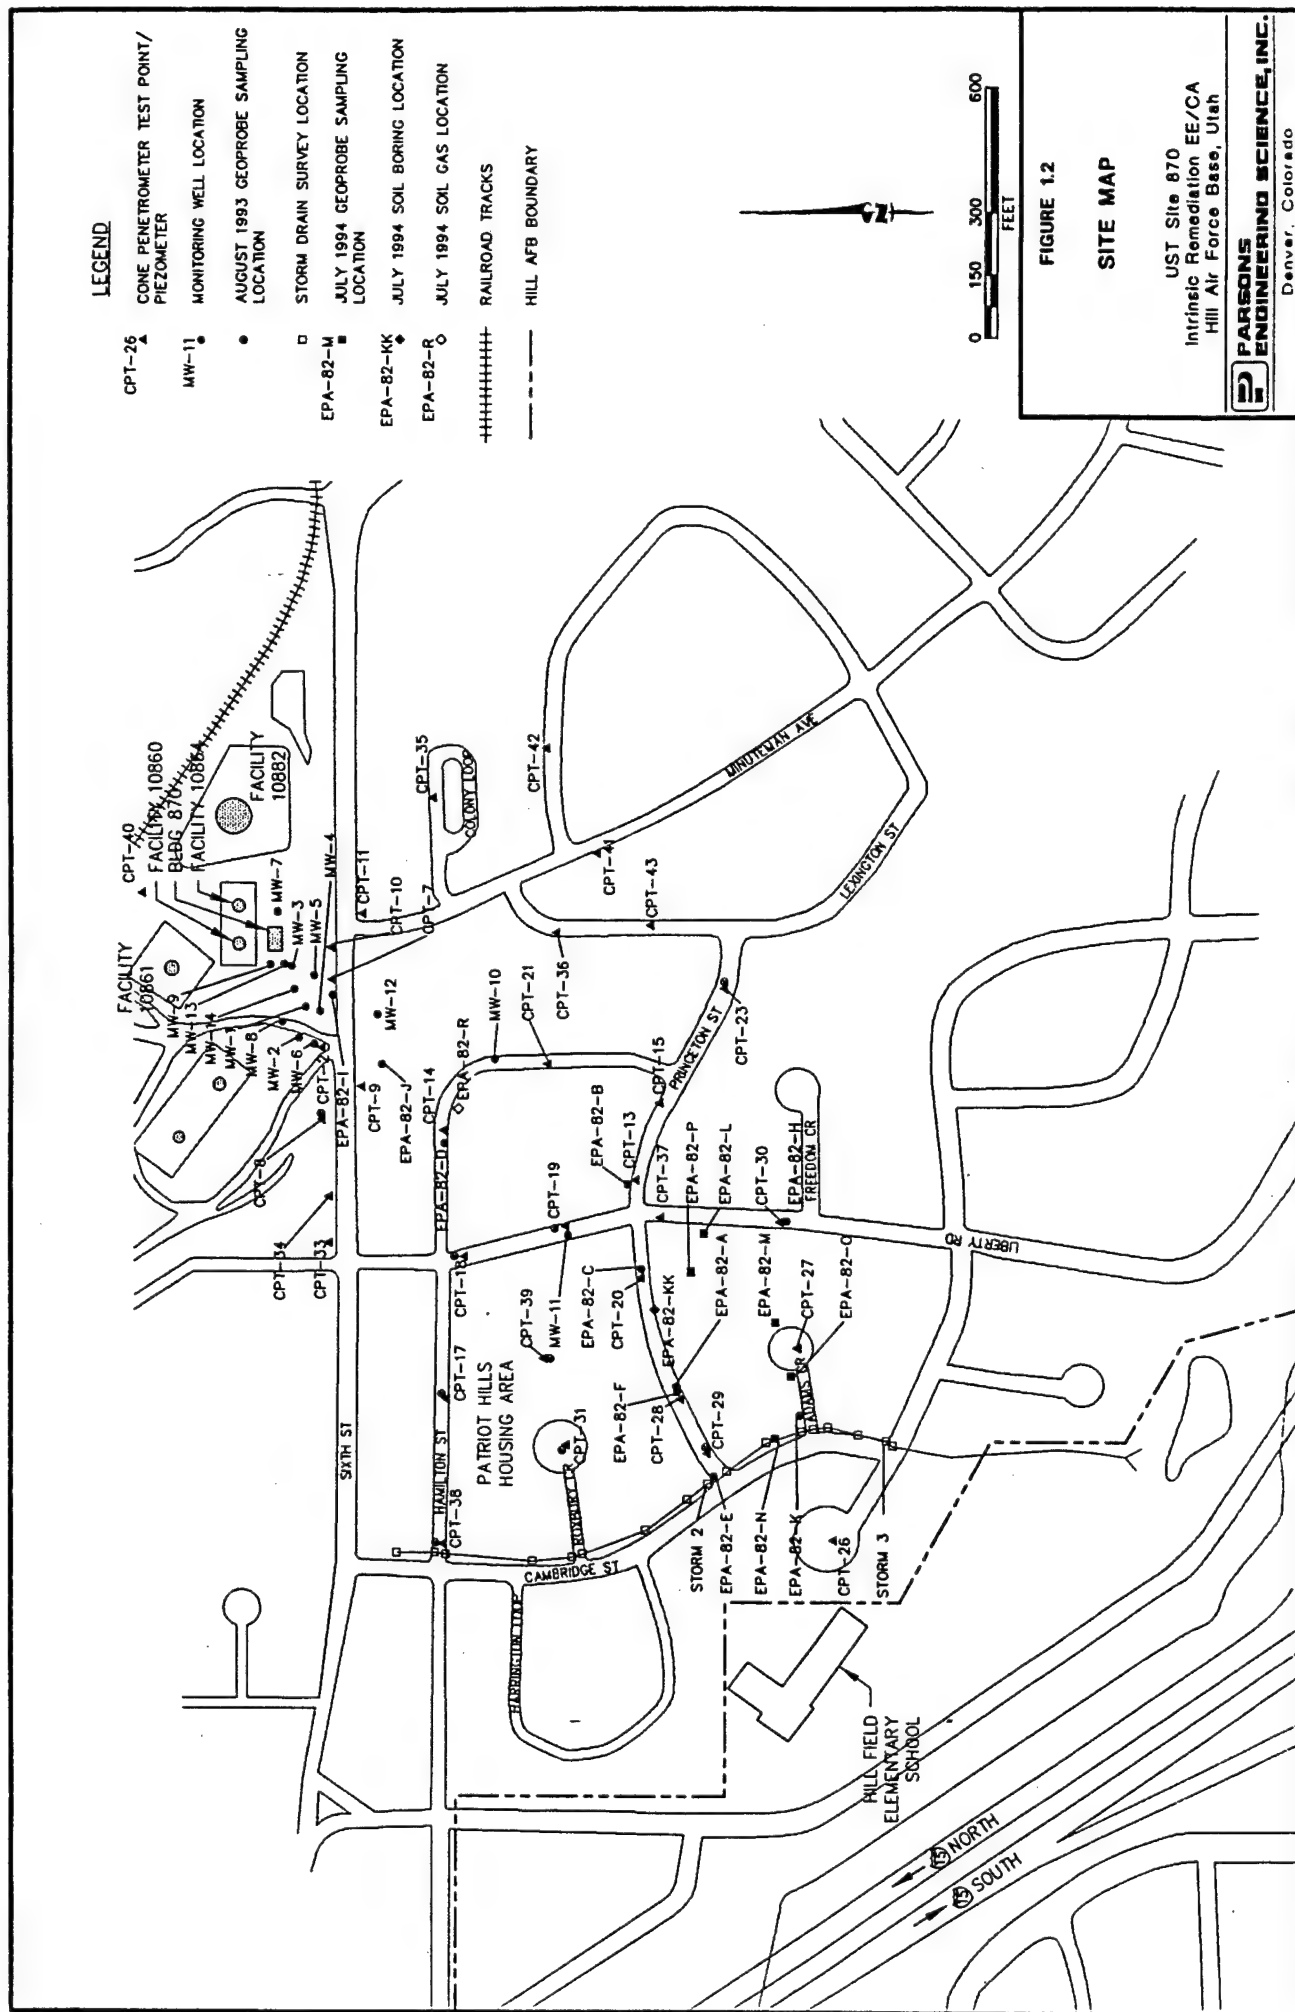 LEGEND
CPT-26
CONE PENETROMETER TEST POINT/
PIEZOMETER
MW-11
MONITORING WELL LOCATION
AUGUST 1993 GEOPROBE SAMPLING
LOCATION
STORM DRAIN SURVEY LOCATION
EPA-82-M
JULY 1994 GEOPROBE SAMPLING
LOCATION
EPA-82-KK
JULY 1994 SOIL BORING LOCATION
EPA-82-R
JULY 1994 SOIL GAS LOCATION
RAILROAD TRACKS
HILL AFB BOUNDARY
N
0 150 300 600
FEET
FIGURE 1.2
SITE MAP
UST Site 870
Intrinsic Remediation EE/CA
Hill Air Force Base, Utah
PARSONS
ENGINEERING SCIENCE, INC.
Denver, Colorado
CPT-40
FACILITY 10860
BLDG 870
FACILITY
FACILITY
10882
FACILITY
10861
MW-7
MW-3
MW-5
MW-4
MW-9
MW-13
MW-14
MW-1
MW-8
MW-2
MW-6
EPA-82-I
CPT-8
CPT-34
CPT-33
CPT-11
CPT-10
CPT-7
MW-12
CPT-9
EPA-82-J
CPT-14
EPA-82-R
EPA-82-D
MW-10
CPT-21
CPT-36
CPT-35
COLONY LOOP
CPT-42
CPT-41
CPT-43
MINUTEMAN AVE
LEXINGTON ST
PRINCETON ST
CPT-23
CPT-15
EPA-82-B
CPT-13
CPT-37
EPA-82-P
EPA-82-L
CPT-30
EPA-82-H
FREEDOM CR
LIBERTY RD
CPT-19
CPT-18
CPT-39
MW-11
EPA-82-C
CPT-20
EPA-82-KK
EPA-82-A
EPA-82-M
CPT-27
EPA-82-O
ADAMS CR
SIXTH ST
HAMILTON ST
CPT-17
CPT-38
PATRIOT HILLS
HOUSING AREA
CPT-31
ROXBURY CR
EPA-82-F
CPT-28
CPT-29
CAMBRIDGE ST
STORM 2
EPA-82-E
EPA-82-N
EPA-82-K
CPT-26
STORM 3
HILL FIELD
ELEMENTARY
SCHOOL
15 NORTH
15 SOUTH